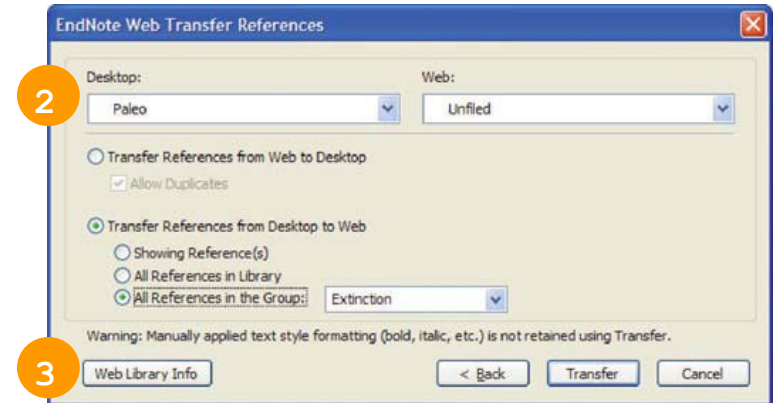 EndNote Web Transfer References
Desktop: Web:
2
Paleo Unfiled
Transfer References from Web to Desktop
Allow Duplicates
Transfer References from Desktop to Web
Showing Reference(s)
All References in Library
All References in the Group: Extinction
Warning: Manually applied text style formatting (bold, italic, etc.) is not retained using Transfer.
3
Web Library Info < Back Transfer Cancel